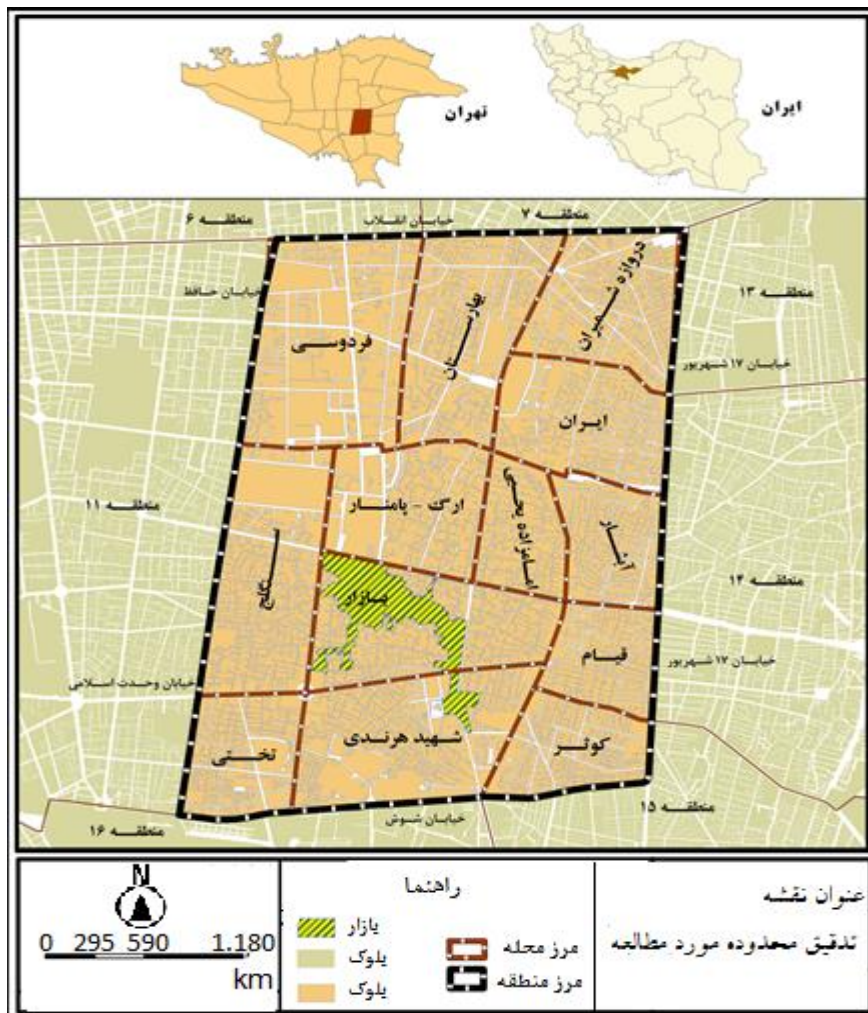 تهران
ایران
منطقه ۶
خیابان انقلاب
منطقه ۷
خیابان حافظ
دروازه شمیران
منطقه ۱۳
بهارستان
فردوسی
خیابان ۱۷ شهریور
ایران
منطقه ۱۱
ارگ - پامنار
امامزاده یحیی
آبشار
سنگلج
بازار
منطقه ۱۴
قیام
خیابان ۱۷ شهریور
خیابان وحدت اسلامی
تختی
شهید هرندی
کوثر
منطقه ۱۶
خیابان شوش
منطقه ۱۵
عنوان نقشه
تدقیق محدوده مورد مطالعه
راهنما
بازار
بلوک
بلوک
مرز محله
مرز منطقه
N
0 295 590 1.180
km